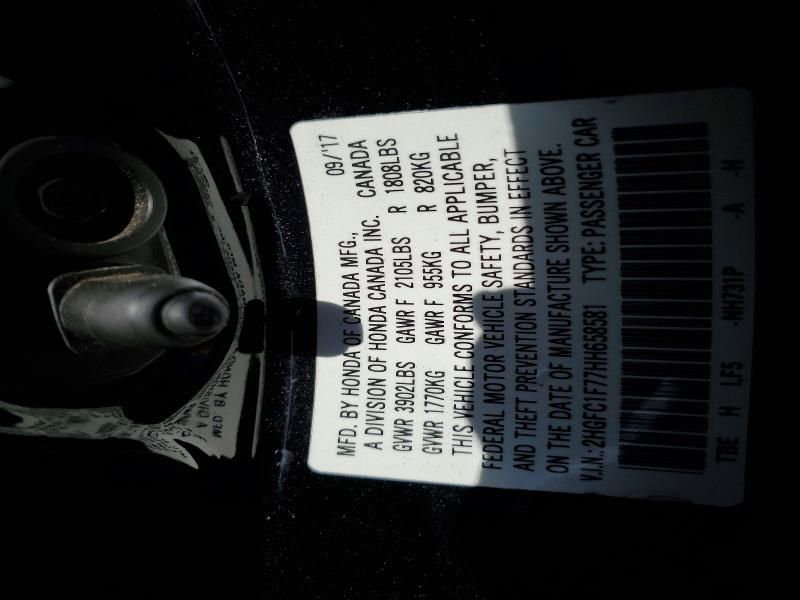 MFD. BY HONDA OF CANADA MFG., 09/'17
A DIVISION OF HONDA CANADA INC. CANADA
GVWR 3902LBS GAWR F 2105LBS R 1808LBS
GVWR 1770KG GAWR F 955KG R 820KG
THIS VEHICLE CONFORMS TO ALL APPLICABLE
FEDERAL MOTOR VEHICLE SAFETY, BUMPER,
AND THEFT PREVENTION STANDARDS IN EFFECT
ON THE DATE OF MANUFACTURE SHOWN ABOVE.
V.I.N.: 2HGFC1F77HH658581 TYPE: PASSENGER CAR
TBE H LF5 -NH731P -A -H